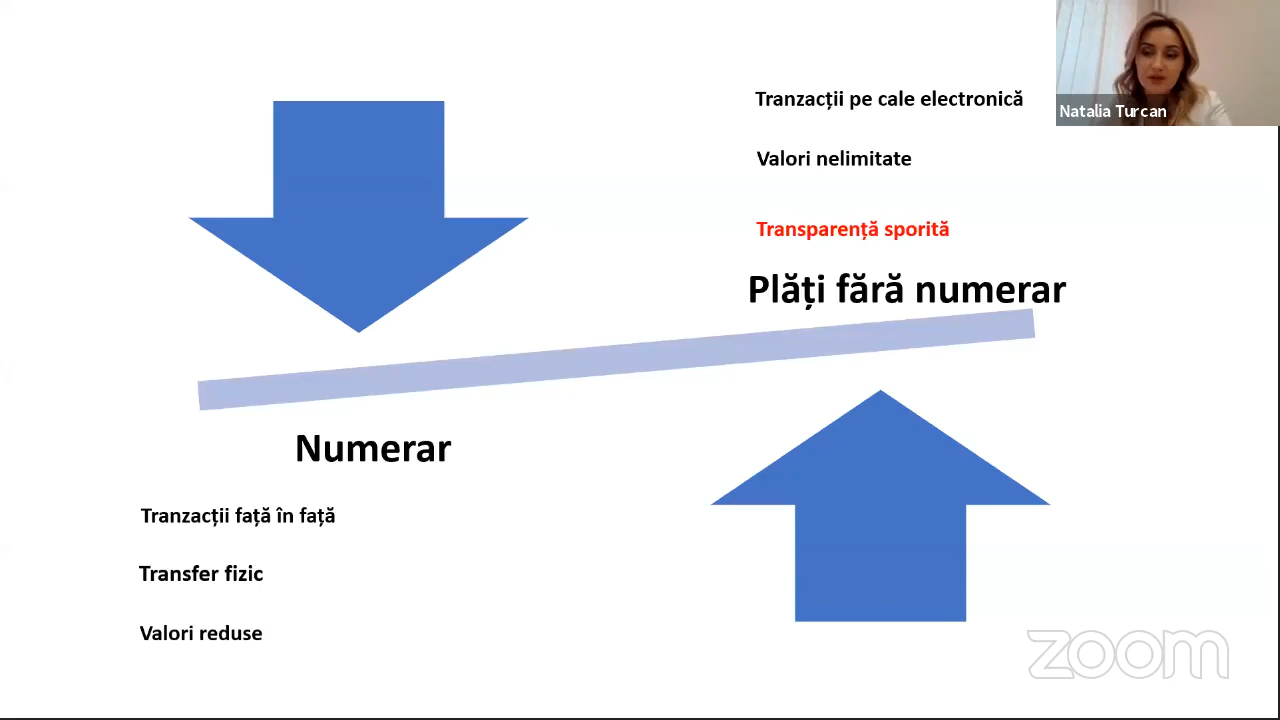 Tranzacții pe cale electronică
Natalia Turcan
Valori nelimitate
Transparență sporită
Plăți fără numerar
Numerar
Tranzacții față în față
Transfer fizic
Valori reduse
zoom